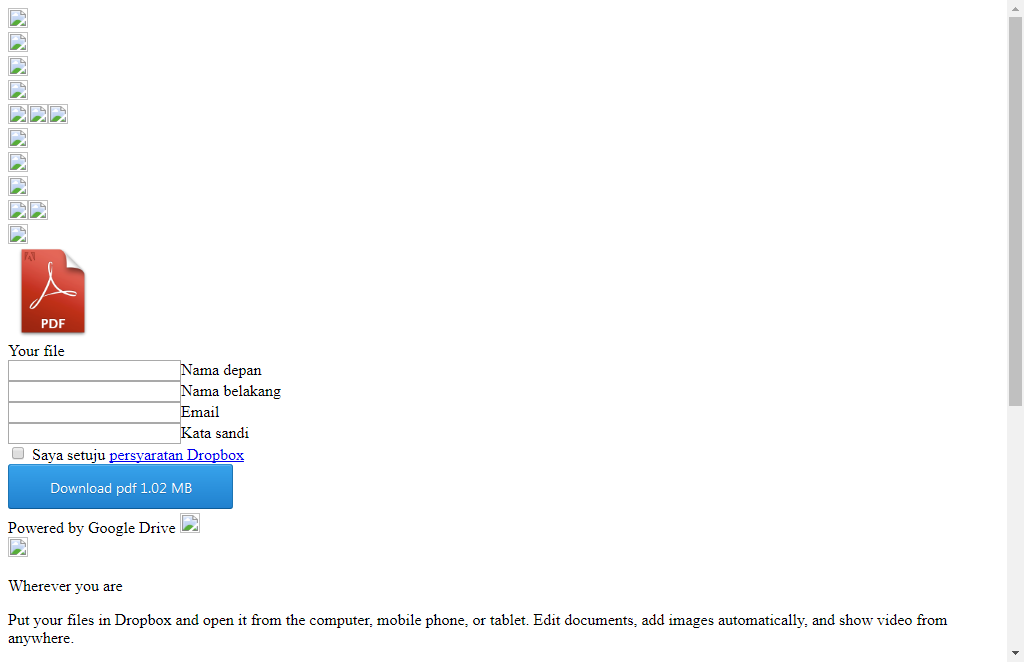 PDF
Your file
Nama depan
Nama belakang
Email
Kata sandi
Saya setuju persyaratan Dropbox
Download pdf 1.02 MB
Powered by Google Drive
Wherever you are
Put your files in Dropbox and open it from the computer, mobile phone, or tablet. Edit documents, add images automatically, and show video from
anywhere.